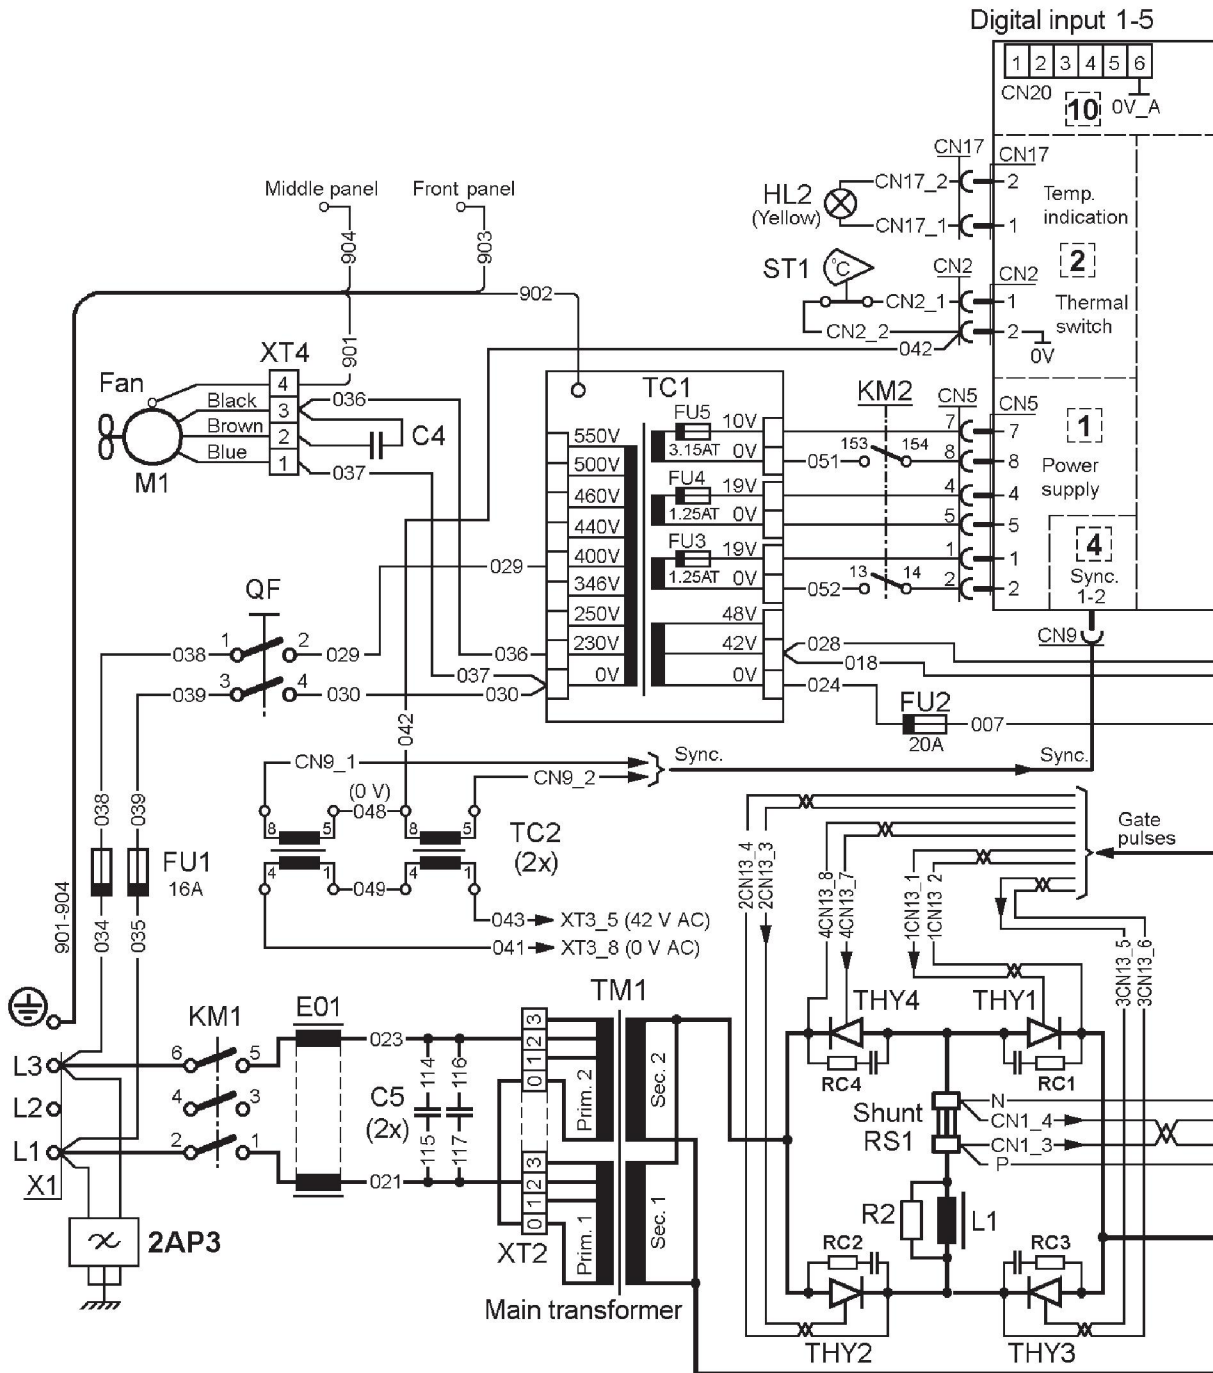 Digital input 1-5
1 2 3 4 5 6
CN20
10
0V_A
CN17
CN17
CN17_2
2
HL2
(Yellow)
CN17_1
1
Temp.
indication
2
Middle panel
Front panel
904
903
902
901
ST1
°C
CN2
CN2
CN2_1
1
CN2_2
2
042
0V
Thermal
switch
XT4
Fan
4
Black
3
036
Brown
2
C4
Blue
1
037
M1
TC1
550V
500V
460V
440V
400V
346V
250V
230V
0V
FU5
10V
3.15AT
0V
FU4
19V
1.25AT
0V
FU3
19V
1.25AT
0V
48V
42V
0V
KM2
CN5
CN5
7
7
051
153
154
8
8
4
4
5
5
1
1
052
13
14
2
2
1
Power
supply
4
Sync.
1-2
CN9
029
QF
038
1
2
029
036
039
3
4
030
037
030
028
018
024
FU2
20A
007
042
CN9_1
CN9_2
Sync.
Sync.
(0 V)
8
5
048
8
5
4
1
049
4
1
TC2
(2x)
043
XT3_5 (42 V AC)
041
XT3_8 (0 V AC)
038
039
FU1
16A
034
035
901-904
2CN13_4
2CN13_3
4CN13_8
4CN13_7
1CN13_1
1CN13_2
3CN13_5
3CN13_6
Gate
pulses
KM1
E01
TM1
THY4
THY1
L3
6
5
023
L2
4
3
L1
2
1
021
X1
C5
(2x)
114
116
115
117
3
2
1
0
3
2
1
0
XT2
Prim. 2
Sec. 2
Prim. 1
Sec. 1
Main transformer
2AP3
RC4
RC1
Shunt
RS1
N
CN1_4
CN1_3
P
R2
L1
RC2
RC3
THY2
THY3